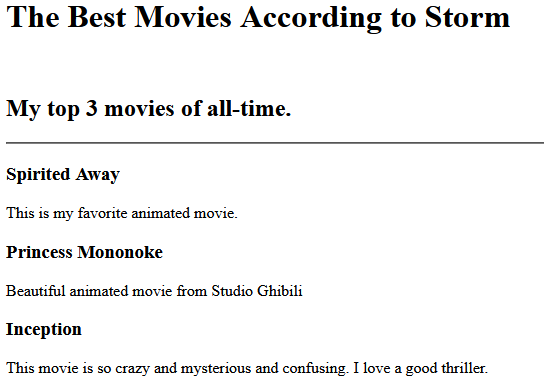 The Best Movies According to Storm
My top 3 movies of all-time.
Spirited Away
This is my favorite animated movie.
Princess Mononoke
Beautiful animated movie from Studio Ghibili
Inception
This movie is so crazy and mysterious and confusing. I love a good thriller.